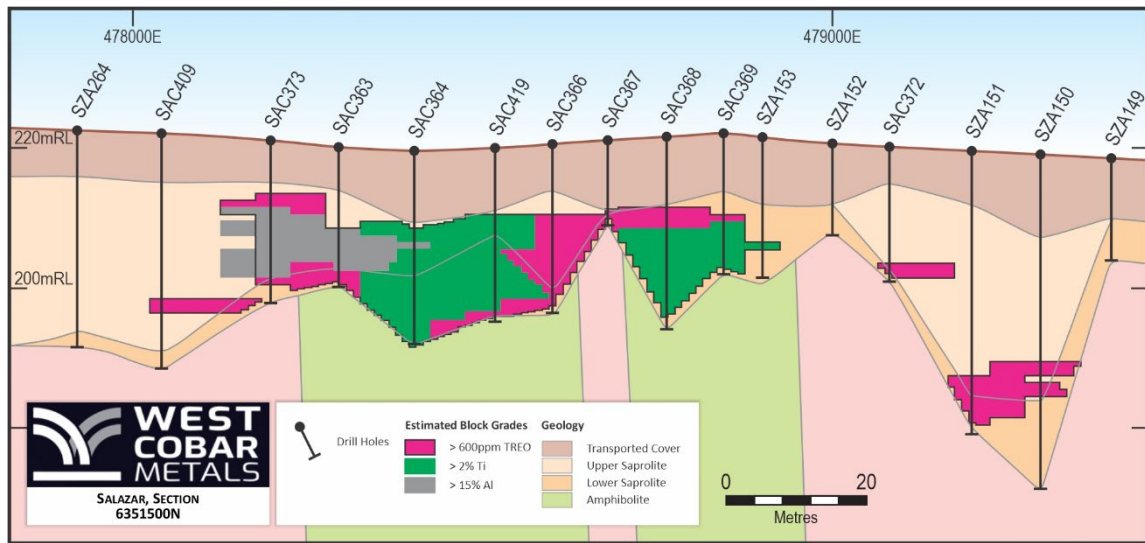 478000E
479000E
SZA264
SAC409
SAC373
SAC363
SAC364
SAC419
SAC366
SAC367
SAC368
SAC369
SZA153
SZA152
SAC372
SZA151
SZA150
SZA149
220mRL
200mRL
WEST
COBAR
METALS
SALAZAR, SECTION
6351500N
Drill Holes
Estimated Block Grades
> 600ppm TREO
> 2% Ti
> 15% Al
Geology
Transported Cover
Upper Saprolite
Lower Saprolite
Amphibolite
0 20
Metres